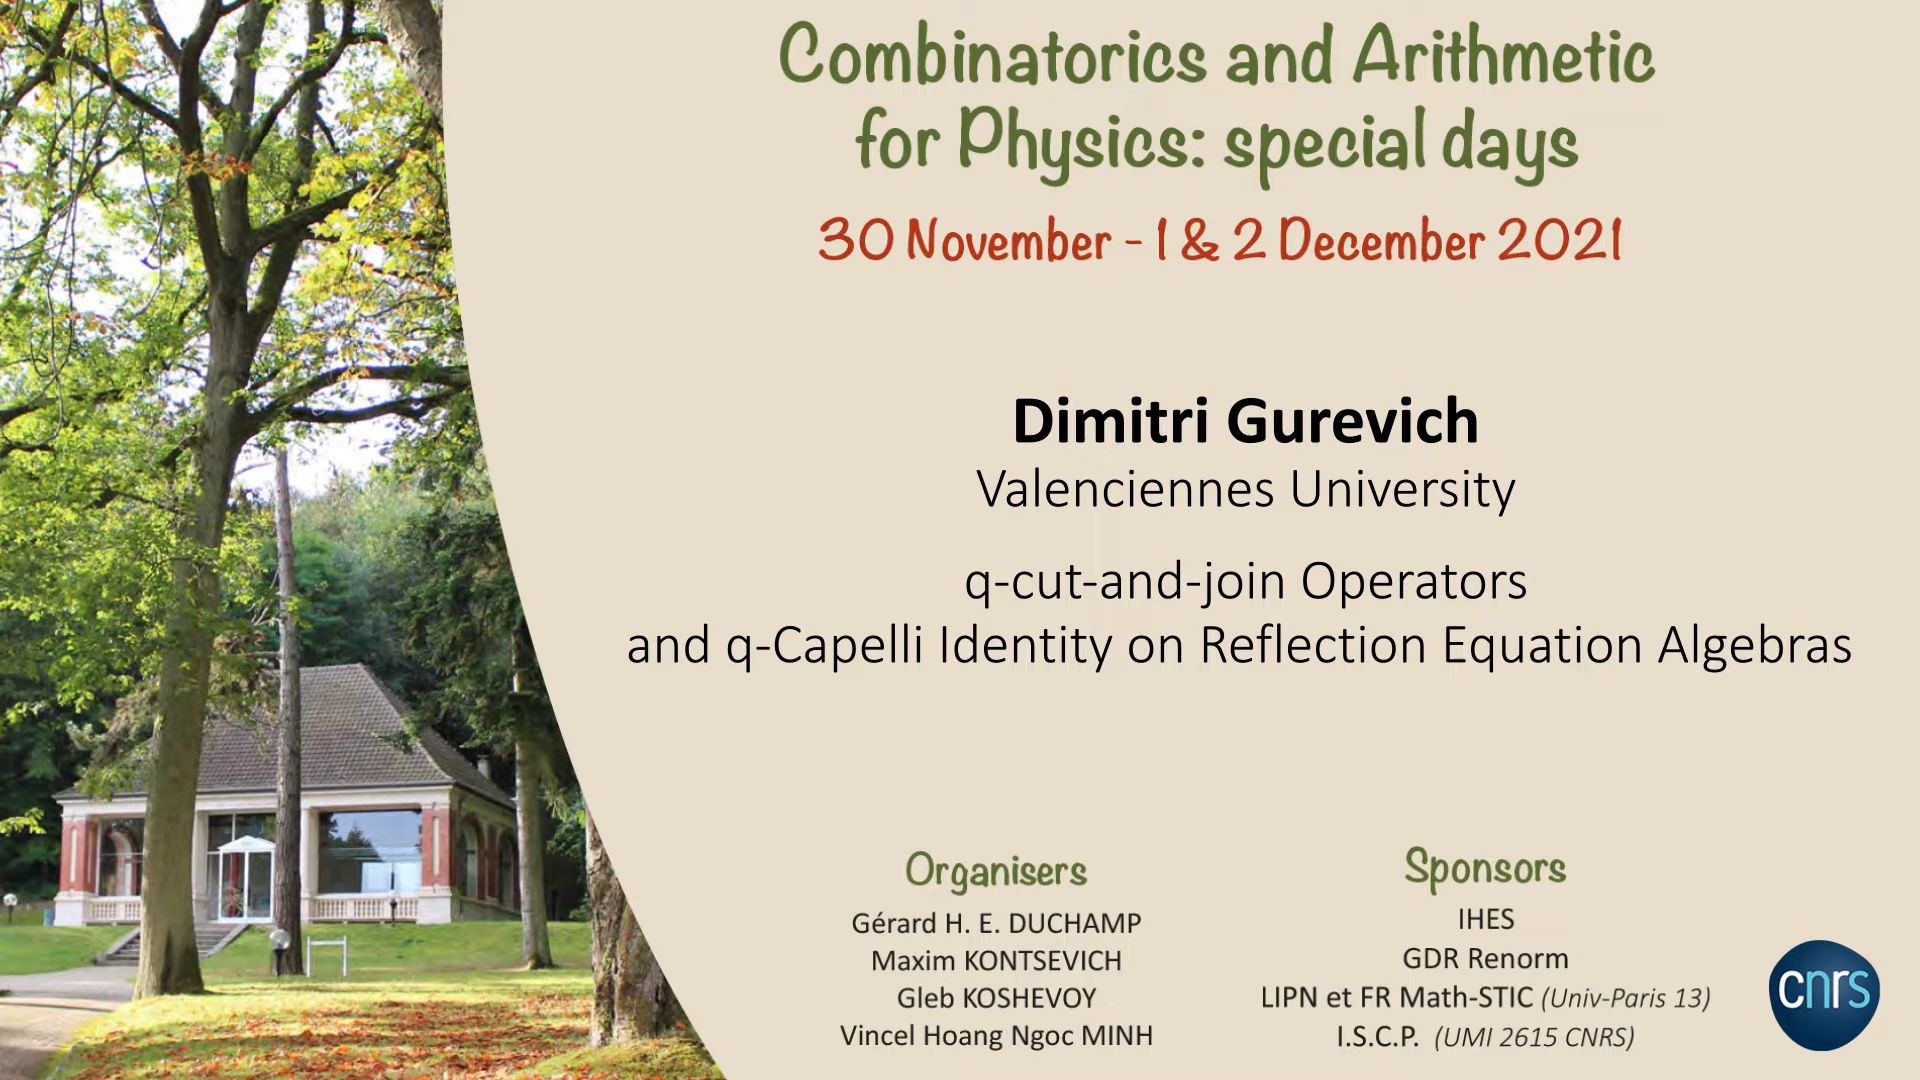 Combinatorics and Arithmetic
for Physics: special days
30 November - 1 & 2 December 2021
Dimitri Gurevich
Valenciennes University
q-cut-and-join Operators
and q-Capelli Identity on Reflection Equation Algebras
Organisers
Gérard H. E. DUCHAMP
Maxim KONTSEVICH
Gleb KOSHEVOY
Vincel Hoang Ngoc MINH
Sponsors
IHES
GDR Renorm
LIPN et FR Math-STIC (Univ-Paris 13)
I.S.C.P. (UMI 2615 CNRS)
cnrs